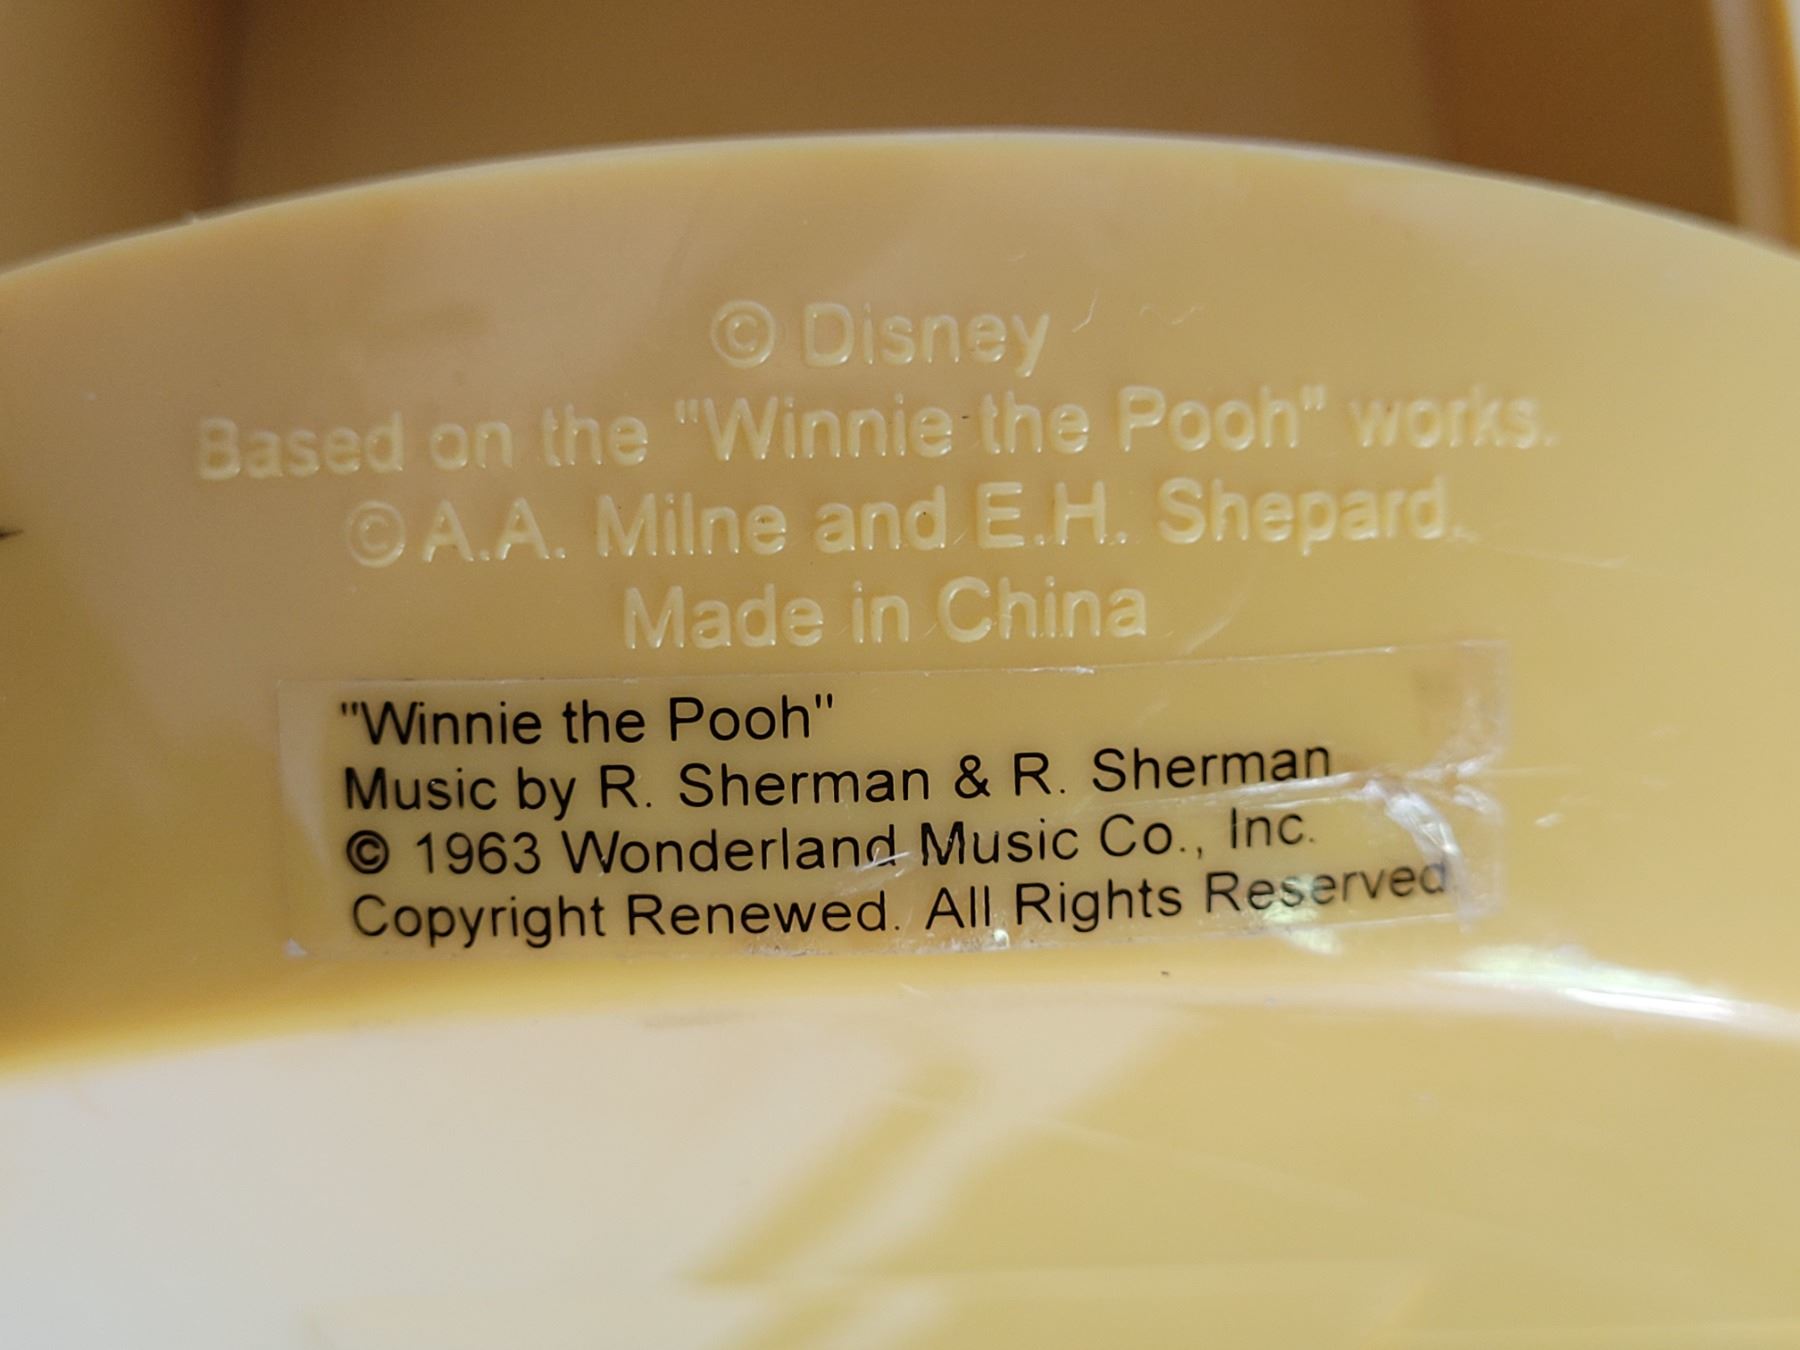 © Disney
Based on the "Winnie the Pooh" works.
© A.A. Milne and E.H. Shepard.
Made in China
"Winnie the Pooh"
Music by R. Sherman & R. Sherman
© 1963 Wonderland Music Co., Inc.
Copyright Renewed. All Rights Reserved